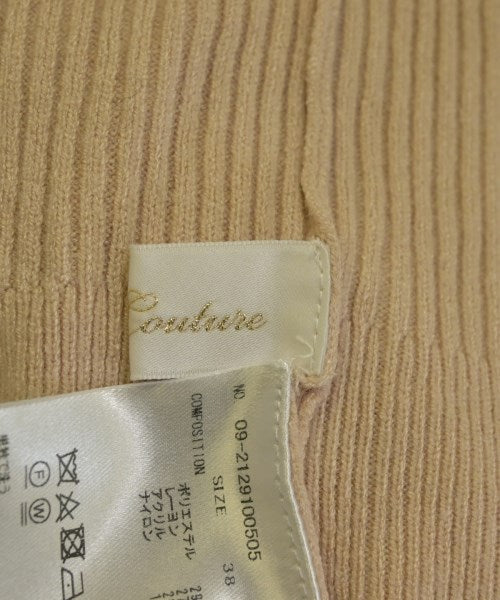 Couture
NO 09-2129100505
SIZE 38
COMPOSITION
ポリエステル
レーヨン
アクリル
ナイロン
F W